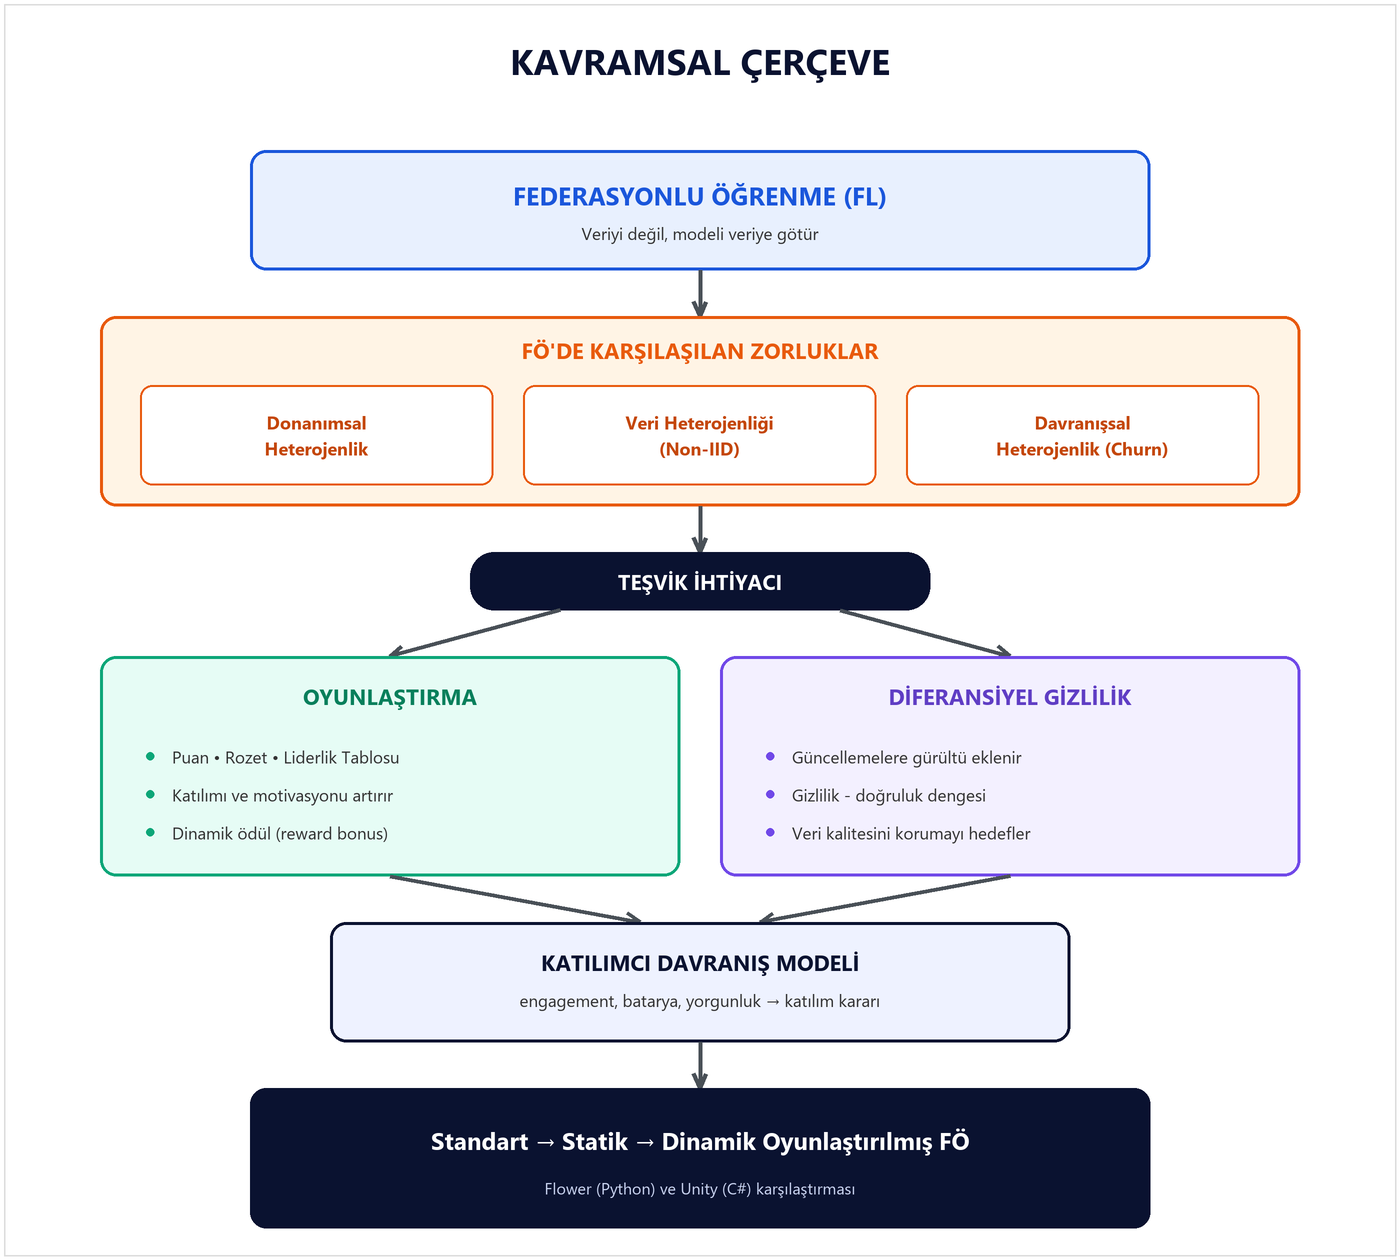 KAVRAMSAL ÇERÇEVE
FEDERASYONLU ÖĞRENME (FL)
Veriyi değil, modeli veriye götür
FÖ'DE KARŞILAŞILAN ZORLUKLAR
Donanımsal
Heterojenlik
Veri Heterojenliği
(Non-IID)
Davranışsal
Heterojenlik (Churn)
TEŞVİK İHTİYACI
OYUNLAŞTIRMA
Puan • Rozet • Liderlik Tablosu
Katılımı ve motivasyonu artırır
Dinamik ödül (reward bonus)
DİFERANSİYEL GİZLİLİK
Güncellemelere gürültü eklenir
Gizlilik - doğruluk dengesi
Veri kalitesini korumayı hedefler
KATILIMCI DAVRANIŞ MODELİ
engagement, batarya, yorgunluk → katılım kararı
Standart → Statik → Dinamik Oyunlaştırılmış FÖ
Flower (Python) ve Unity (C#) karşılaştırması